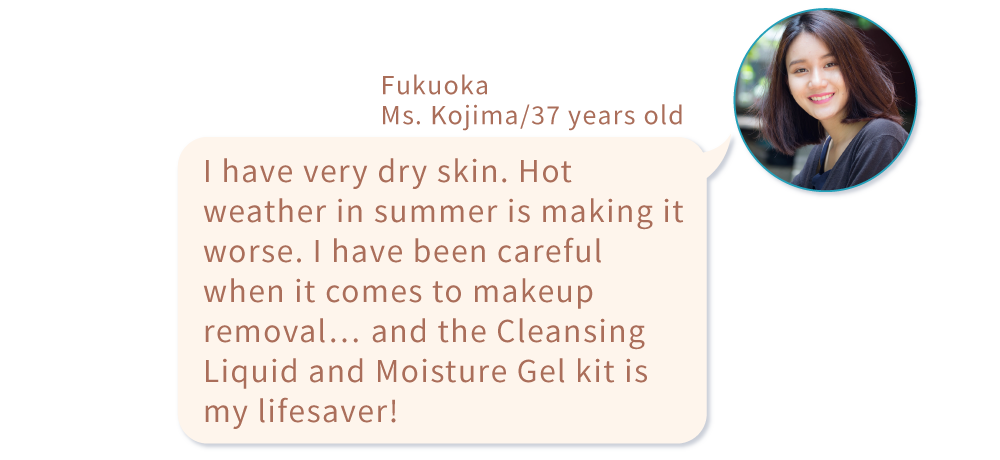 Fukuoka
Ms. Kojima/37 years old
I have very dry skin. Hot
weather in summer is making it
worse. I have been careful
when it comes to makeup
removal... and the Cleansing
Liquid and Moisture Gel kit is
my lifesaver!